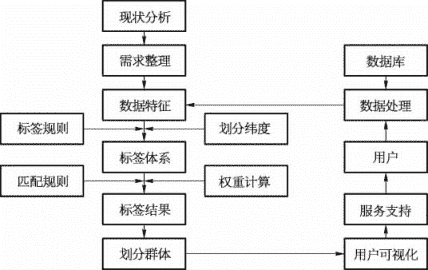 现状分析
需求整理
数据库
数据特征
数据处理
标签规则
划分纬度
标签体系
用户
匹配规则
权重计算
标签结果
服务支持
划分群体
用户可视化